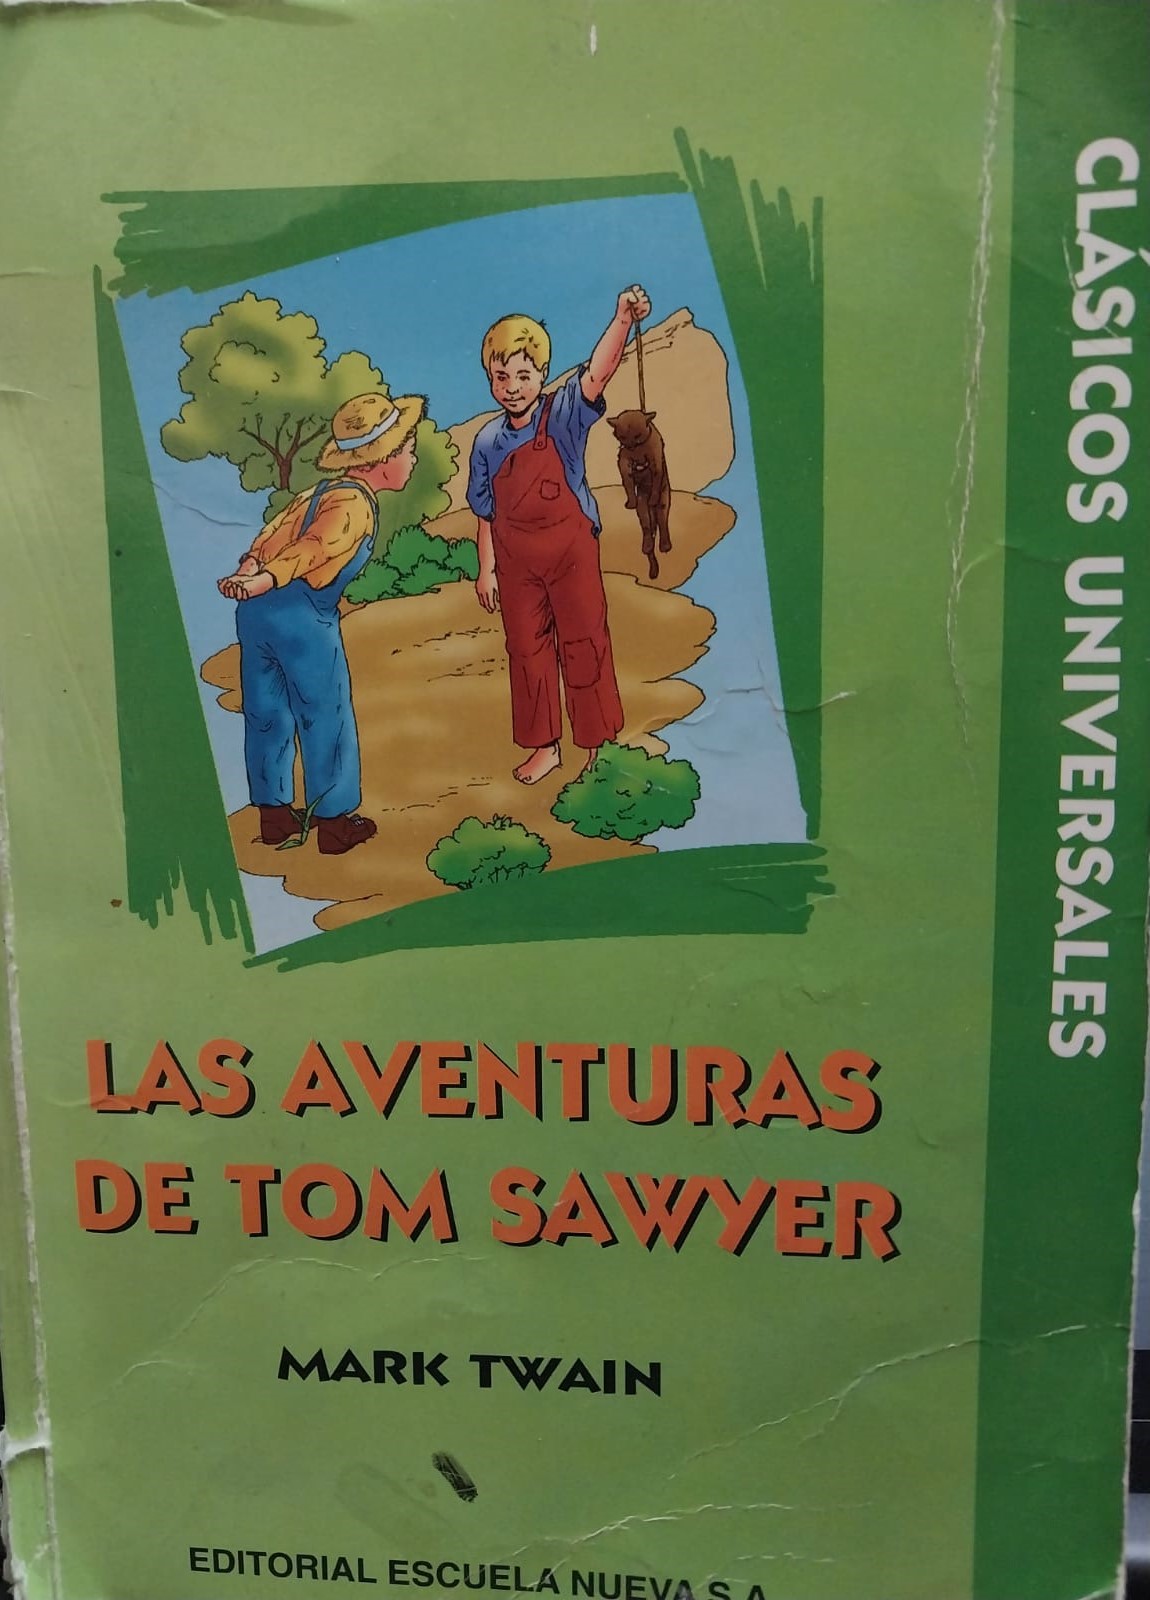 CLÁSICOS UNIVERSALES
LAS AVENTURAS
DE TOM SAWYER
MARK TWAIN
EDITORIAL ESCUELA NUEVA S.A.